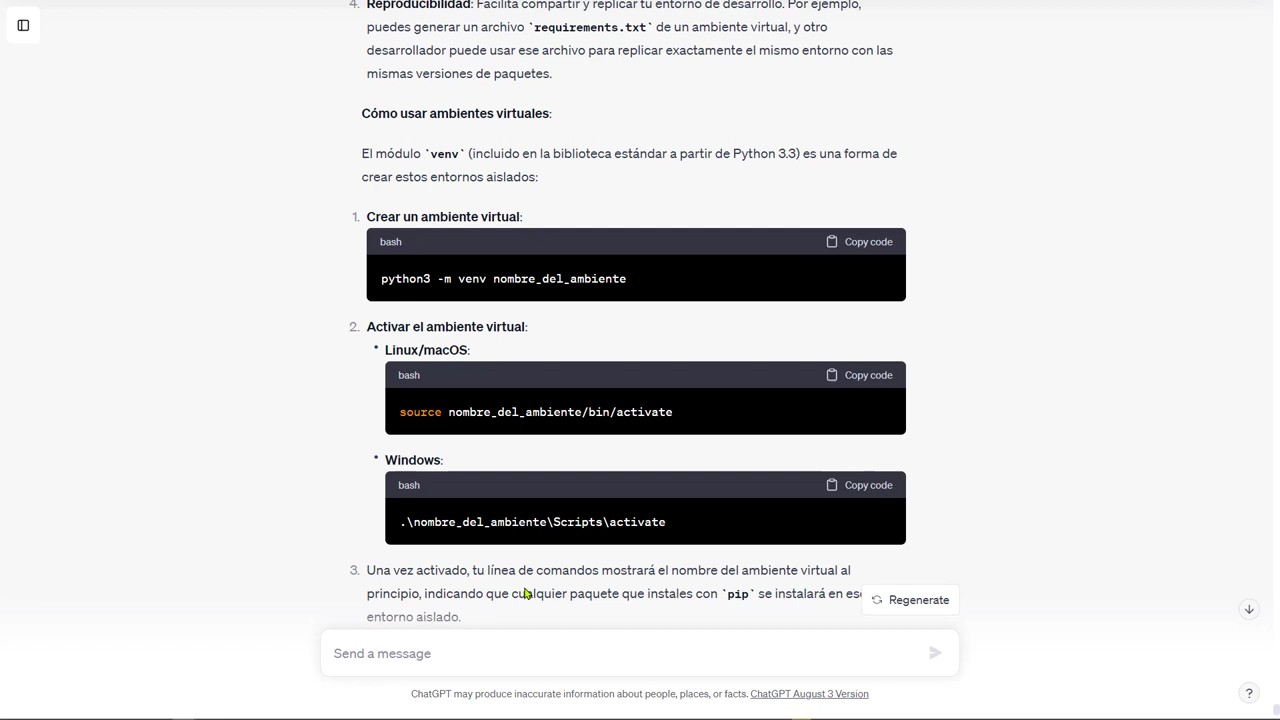 4. Reproducibilidad: Facilita compartir y replicar tu entorno de desarrollo. Por ejemplo,
puedes generar un archivo `requirements.txt` de un ambiente virtual, y otro
desarrollador puede usar ese archivo para replicar exactamente el mismo entorno con las
mismas versiones de paquetes.
Cómo usar ambientes virtuales:
El módulo `venv` (incluido en la biblioteca estándar a partir de Python 3.3) es una forma de
crear estos entornos aislados:
1. Crear un ambiente virtual:
bash Copy code
python3 -m venv nombre_del_ambiente
2. Activar el ambiente virtual:
• Linux/macOS:
bash Copy code
source nombre_del_ambiente/bin/activate
• Windows:
bash Copy code
.\nombre_del_ambiente\Scripts\activate
3. Una vez activado, tu línea de comandos mostrará el nombre del ambiente virtual al
principio, indicando que cualquier paquete que instales con `pip` se instalará en ese
entorno aislado.
Regenerate
Send a message
ChatGPT may produce inaccurate information about people, places, or facts. ChatGPT August 3 Version
?